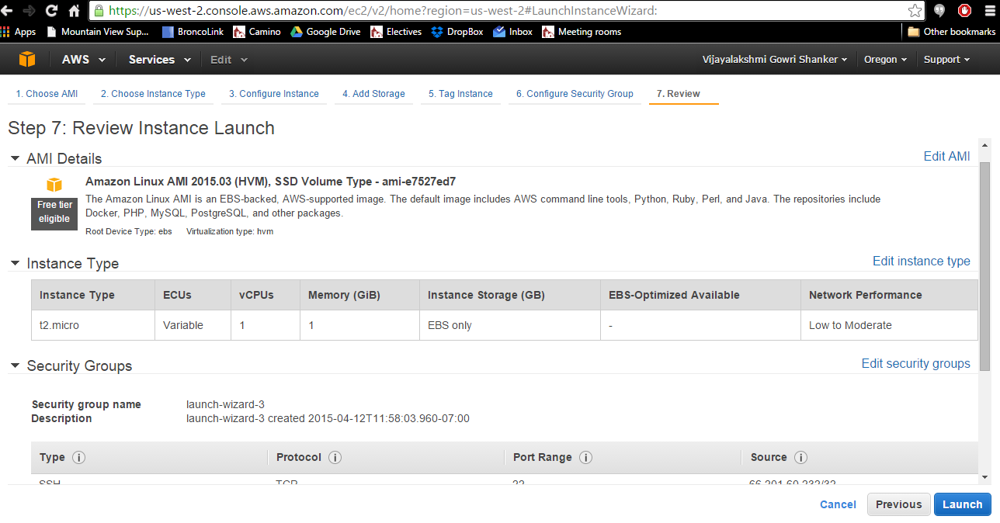 https://us-west-2.console.aws.amazon.com/ec2/v2/home?region=us-west-2#LaunchInstanceWizard:
Apps Mountain View Sup... BroncoLink Camino Google Drive Electives DropBox Inbox Meeting rooms Other bookmarks
AWS Services Edit Vijayalakshmi Gowri Shanker Oregon Support
1. Choose AMI 2. Choose Instance Type 3. Configure Instance 4. Add Storage 5. Tag Instance 6. Configure Security Group 7. Review
Step 7: Review Instance Launch
AMI Details Edit AMI
Amazon Linux AMI 2015.03 (HVM), SSD Volume Type - ami-e7527ed7
Free tier eligible
The Amazon Linux AMI is an EBS-backed, AWS-supported image. The default image includes AWS command line tools, Python, Ruby, Perl, and Java. The repositories include
Docker, PHP, MySQL, PostgreSQL, and other packages.
Root Device Type: ebs Virtualization type: hvm
Instance Type Edit instance type
Instance Type ECUs vCPUs Memory (GiB) Instance Storage (GB) EBS-Optimized Available Network Performance
t2.micro Variable 1 1 EBS only - Low to Moderate
Security Groups Edit security groups
Security group name launch-wizard-3
Description launch-wizard-3 created 2015-04-12T11:58:03.960-07:00
Type Protocol Port Range Source
SSH TCP 22 66.201.60.232/32
Cancel Previous Launch